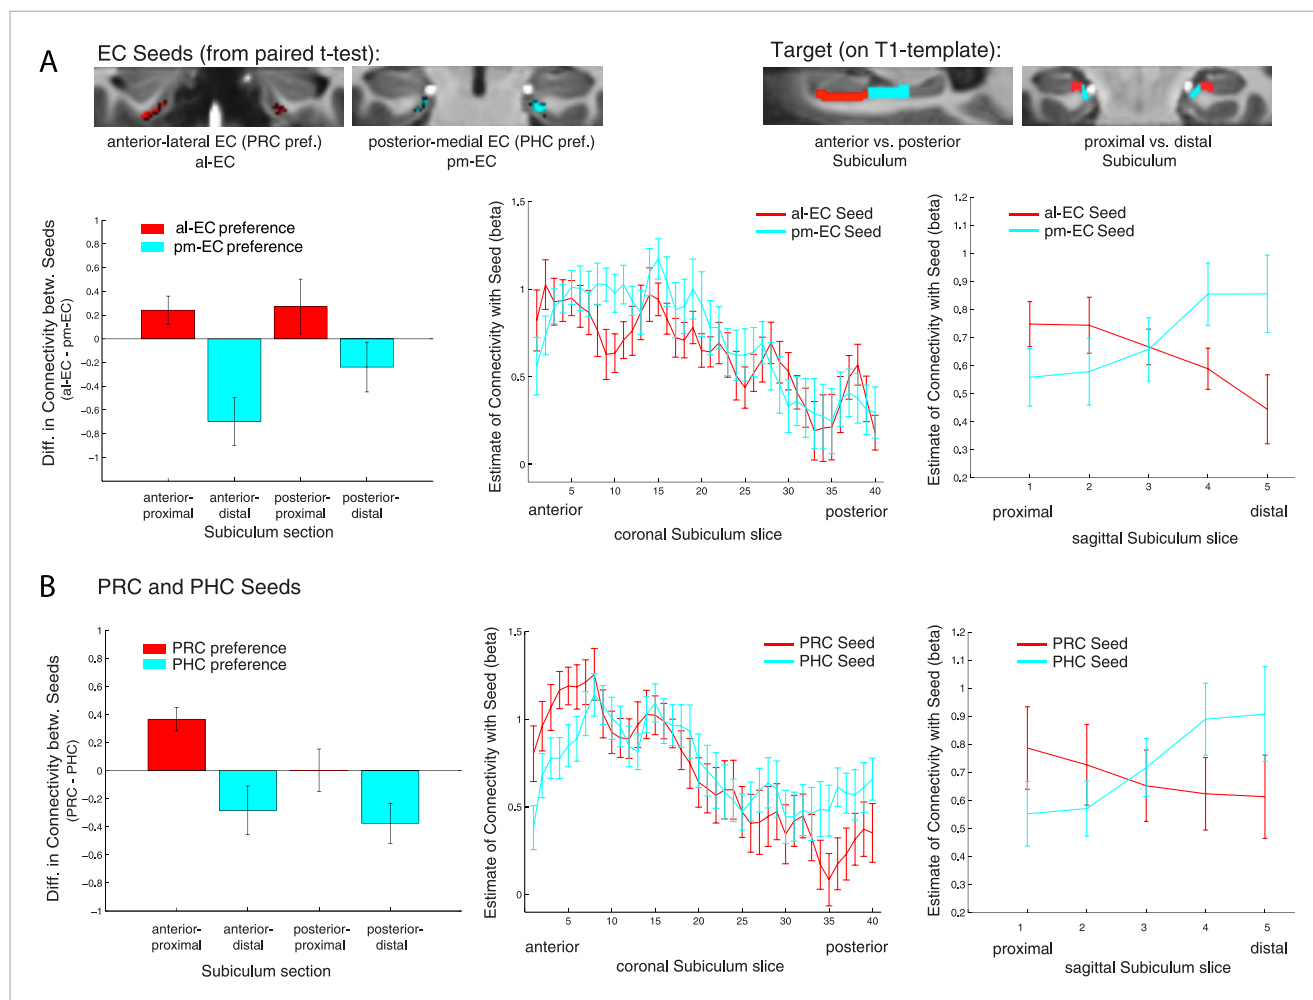 A
EC Seeds (from paired t-test):
Target (on T1-template):
anterior-lateral EC (PRC pref.)
al-EC
posterior-medial EC (PHC pref.)
pm-EC
anterior vs. posterior
Subiculum
proximal vs. distal
Subiculum
Diff. in Connectivity betw. Seeds
(al-EC - pm-EC)
1
0.8
0.6
0.4
0.2
0
−0.2
−0.4
−0.6
−0.8
−1
al-EC preference
pm-EC preference
anterior-
proximal
anterior-
distal
posterior-
proximal
posterior-
distal
Subiculum section
Estimate of Connectivity with Seed (beta)
1.5
1
0.5
0
al-EC Seed
pm-EC Seed
5
10
15
20
25
30
35
40
anterior
posterior
coronal Subiculum slice
Estimate of Connectivity with Seed (beta)
1.2
1.1
1
0.9
0.8
0.7
0.6
0.5
0.4
0.3
0.2
al-EC Seed
pm-EC Seed
1
2
3
4
5
proximal
distal
sagittal Subiculum slice
B
PRC and PHC Seeds
Diff. in Connectivity betw. Seeds
(PRC - PHC)
1
0.8
0.6
0.4
0.2
0
−0.2
−0.4
−0.6
−0.8
−1
PRC preference
PHC preference
anterior-
proximal
anterior-
distal
posterior-
proximal
posterior-
distal
Subiculum section
Estimate of Connectivity with Seed (beta)
1.5
1
0.5
0
PRC Seed
PHC Seed
5
10
15
20
25
30
35
40
anterior
posterior
coronal Subiculum slice
Estimate of Connectivity with Seed (beta)
1.2
1.1
1
0.9
0.8
0.7
0.6
0.5
0.4
0.3
0.2
PRC Seed
PHC Seed
1
2
3
4
5
proximal
distal
sagittal Subiculum slice